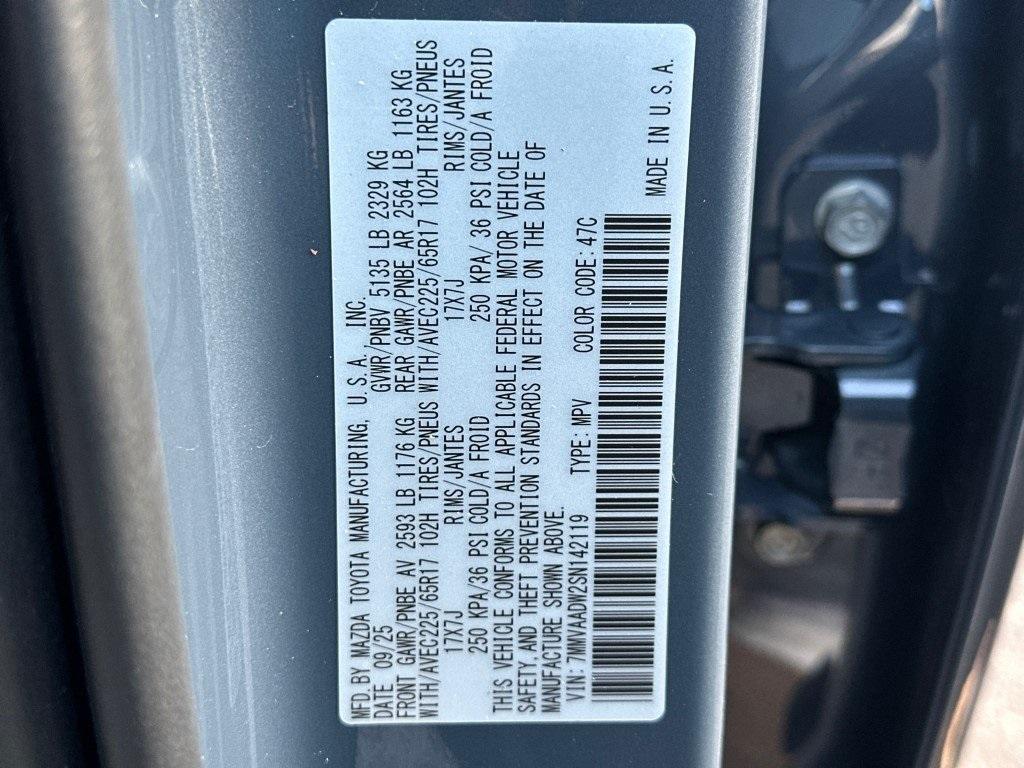 MFD.BY MAZDA TOYOTA MANUFACTURING, U.S.A., INC.
DATE 09/25 GVWR/PNBV 5135 LB 2329 KG
FRONT GAWR/PNBE AV 2593 LB 1176 KG REAR GAWR/PNBE AR 2564 LB 1163 KG
WITH/AVEC225/65R17 102H TIRES/PNEUS WITH/AVEC225/65R17 102H TIRES/PNEUS
17X7J RIMS/JANTES 17X7J RIMS/JANTES
250 KPA/36 PSI COLD/A FROID 250 KPA/ 36 PSI COLD/A FROID
THIS VEHICLE CONFORMS TO ALL APPLICABLE FEDERAL MOTOR VEHICLE
SAFETY,AND THEFT PREVENTION STANDARDS IN EFFECT ON THE DATE OF
MANUFACTURE SHOWN ABOVE.
VIN:7MMVAADW2SN142119 TYPE:MPV COLOR CODE:47C
MADE IN U.S.A.